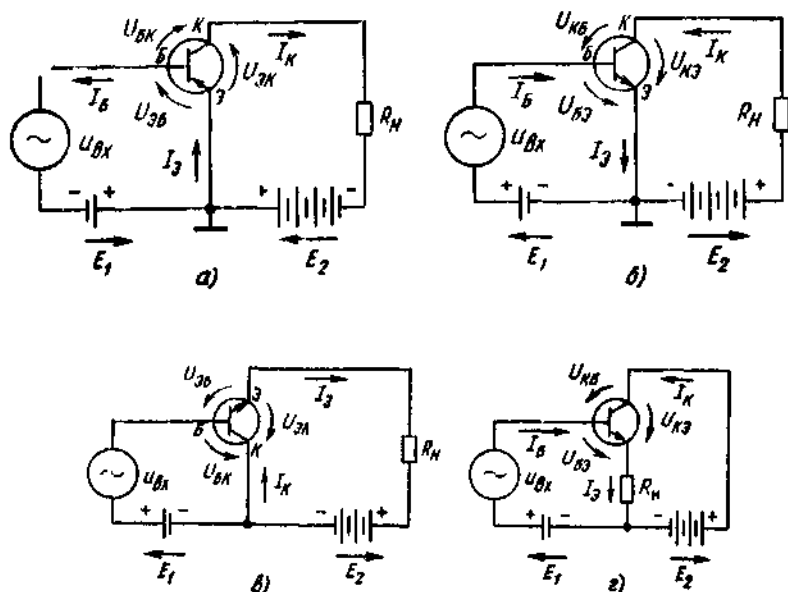 U_БК К
Б I_К
U_ЭК
Э
I_Б U_ЭБ
R_Н
u_вх
I_Э
- + + -
E_1 E_2
а)
U_КБ К
Б I_К
U_КЭ
Э
I_Б U_БЭ
R_Н
u_вх
I_Э
+ - - +
E_1 E_2
б)
U_ЭБ Э I_Э
Б U_ЭК
К
U_БК
R_Н
u_вх
I_К
+ - - +
E_1 E_2
в)
U_КБ I_К
U_КЭ
I_Б U_БЭ
u_вх
I_Э R_Н
+ - - +
E_1 E_2
г)